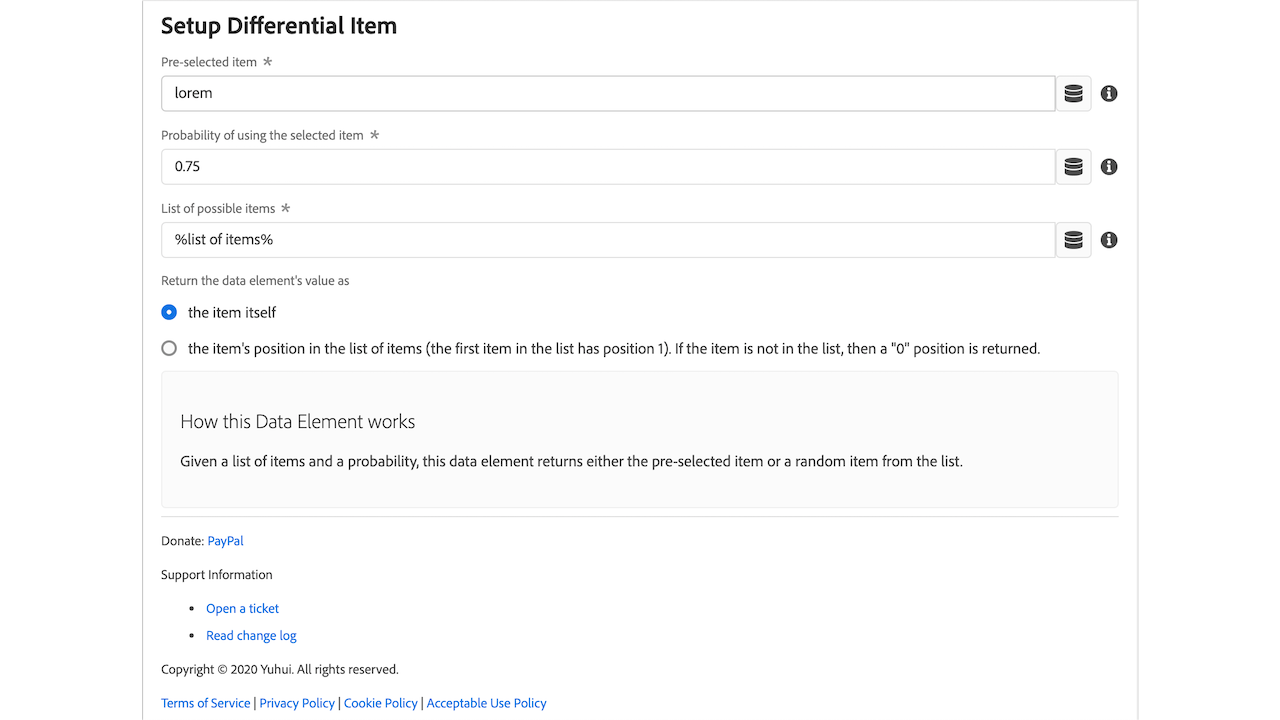 Setup Differential Item
Pre-selected item *
lorem
Probability of using the selected item *
0.75
List of possible items *
%list of items%
Return the data element's value as
the item itself
the item's position in the list of items (the first item in the list has position 1). If the item is not in the list, then a "0" position is returned.
How this Data Element works
Given a list of items and a probability, this data element returns either the pre-selected item or a random item from the list.
Donate: PayPal
Support Information
• Open a ticket
• Read change log
Copyright © 2020 Yuhui. All rights reserved.
Terms of Service | Privacy Policy | Cookie Policy | Acceptable Use Policy